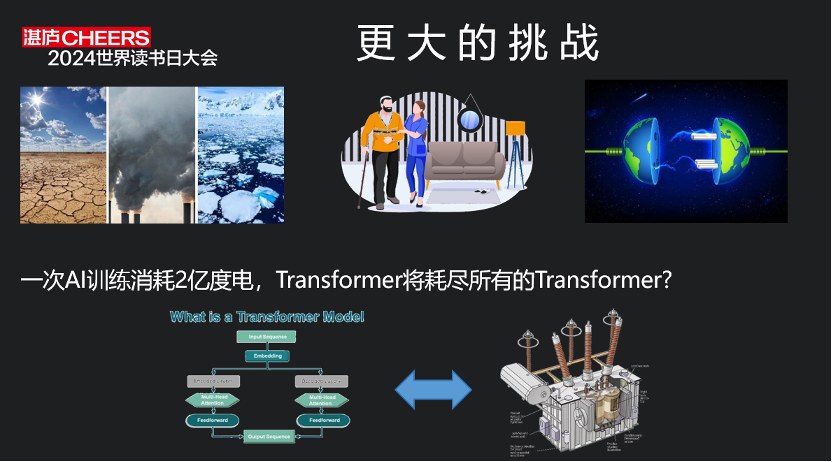 湛庐CHEERS
2024世界读书日大会
更大的挑战
一次AI训练消耗2亿度电，Transformer将耗尽所有的Transformer?
What is a Transformer Model
Input Sequence
Embedding
Multi-Head
Attention
Multi-Head
Attention
Feedforward
Feedforward
Output Sequence